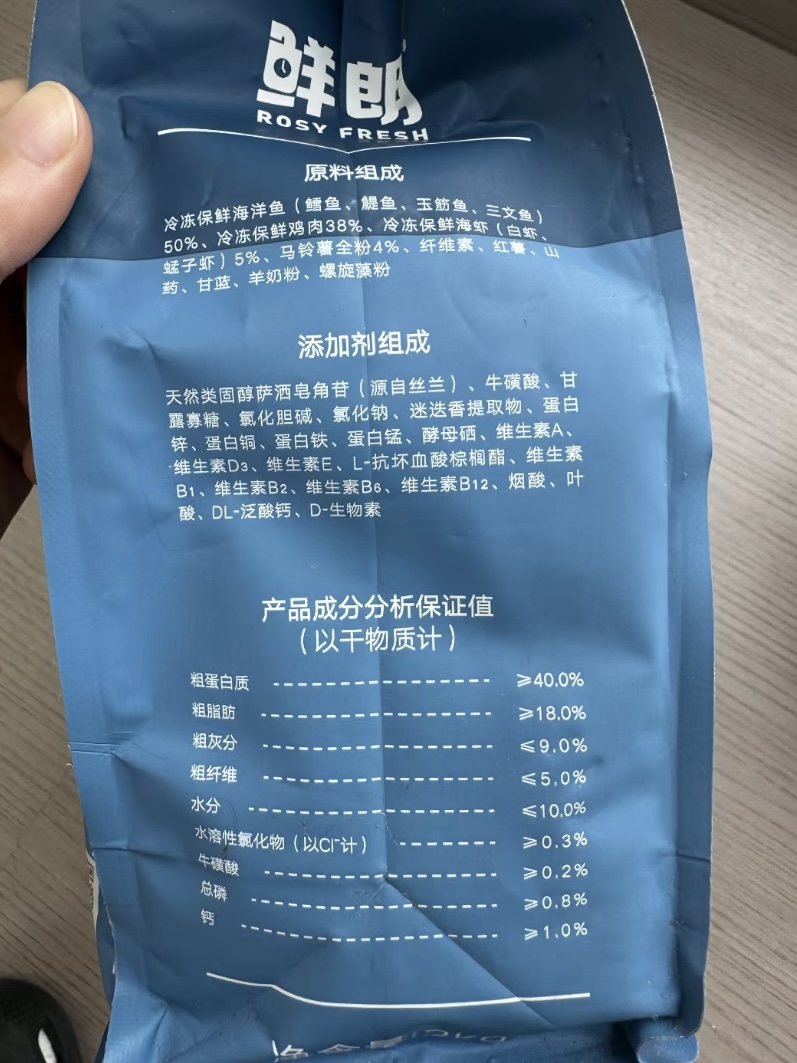 鲜朗
ROSY FRESH
原料组成
冷冻保鲜海洋鱼（鳕鱼、鳀鱼、玉筋鱼、三文鱼）
50%、冷冻保鲜鸡肉38%、冷冻保鲜海虾（白虾、
蜢子虾）5%、马铃薯全粉4%、纤维素、红薯、山
药、甘蓝、羊奶粉、螺旋藻粉
添加剂组成
天然类固醇萨洒皂角苷（源自丝兰）、牛磺酸、甘
露寡糖、氯化胆碱、氯化钠、迷迭香提取物、蛋白
锌、蛋白铜、蛋白铁、蛋白锰、酵母硒、维生素A、
维生素D3、维生素E、L-抗坏血酸棕榈酯、维生素
B1、维生素B2、维生素B6、维生素B12、烟酸、叶
酸、DL-泛酸钙、D-生物素
产品成分分析保证值
（以干物质计）
粗蛋白质 ≥40.0%
粗脂肪 ≥18.0%
粗灰分 ≤9.0%
粗纤维 ≤5.0%
水分 ≤10.0%
水溶性氯化物（以Cl⁻计） ≥0.3%
牛磺酸 ≥0.2%
总磷 ≥0.8%
钙 ≥1.0%